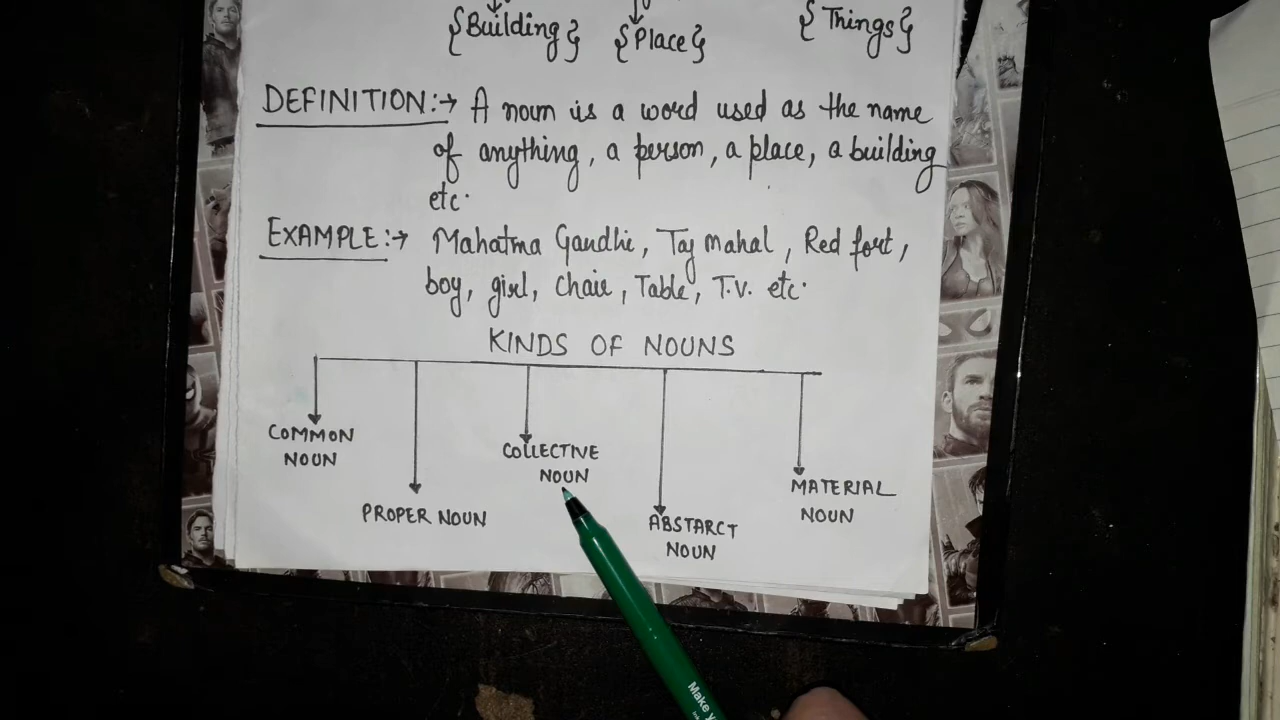 {Building} {Place} {Things}
DEFINITION:→ A noun is a word used as the name
of anything, a person, a place, a building
etc.
EXAMPLE:→ Mahatma Gandhi, Taj mahal, Red fort,
boy, girl, Chair, Table, T.V. etc.
KINDS OF NOUNS
COMMON
NOUN
PROPER NOUN
COLLECTIVE
NOUN
ABSTARCT
NOUN
MATERIAL
NOUN
Make